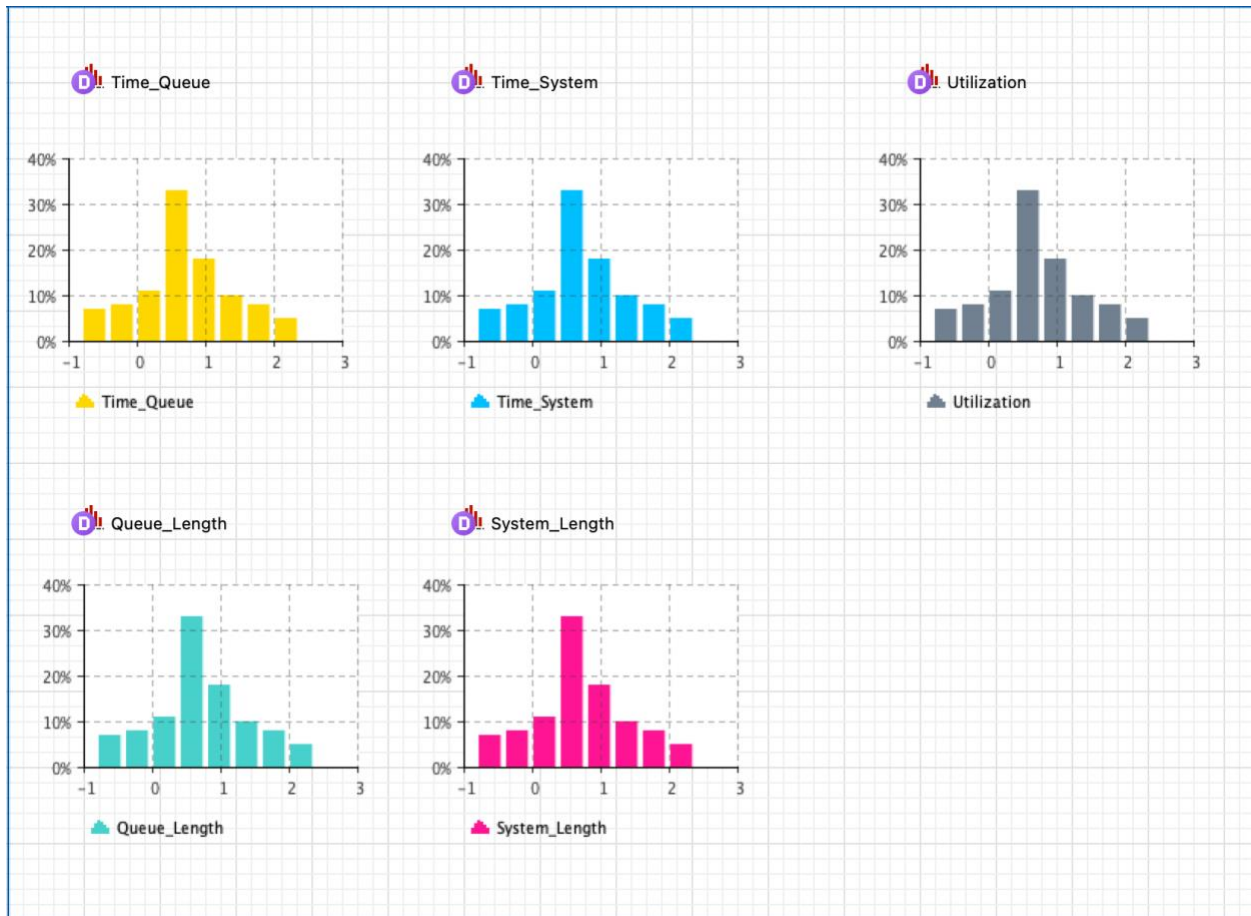 D Time_Queue
D Time_System
D Utilization
40%
30%
20%
10%
0%
-1 0 1 2 3
Time_Queue
40%
30%
20%
10%
0%
-1 0 1 2 3
Time_System
40%
30%
20%
10%
0%
-1 0 1 2 3
Utilization
D Queue_Length
D System_Length
40%
30%
20%
10%
0%
-1 0 1 2 3
Queue_Length
40%
30%
20%
10%
0%
-1 0 1 2 3
System_Length